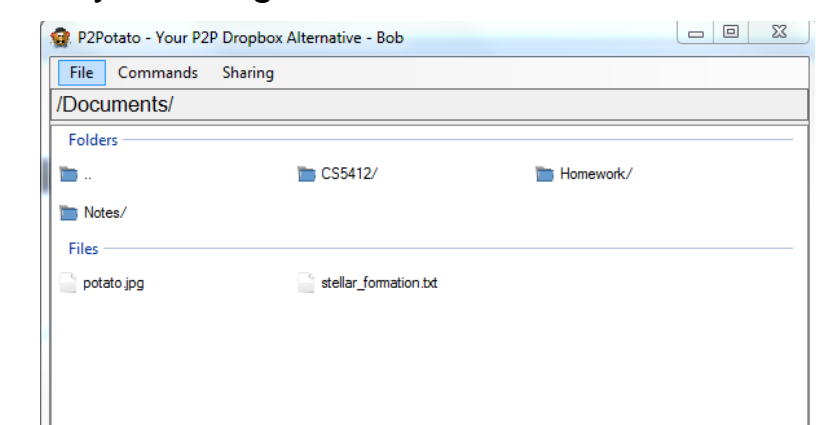 P2Potato - Your P2P Dropbox Alternative - Bob
File Commands Sharing
/Documents/
Folders
.. CS5412/ Homework/
Notes/
Files
potato.jpg stellar_formation.txt